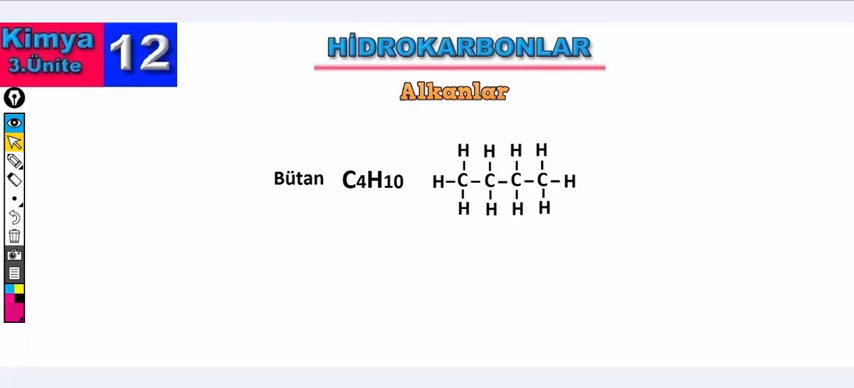 Kimya
3.Ünite
12
HİDROKARBONLAR
Alkanlar
Bütan C4H10
H H H H
H-C-C-C-C-H
H H H H